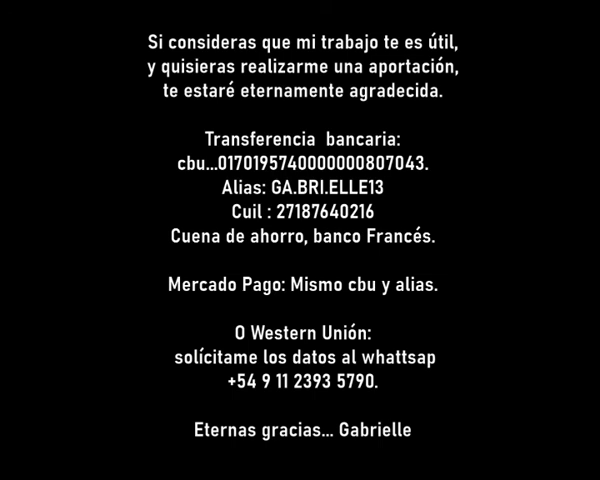 Si consideras que mi trabajo te es útil,
y quisieras realizarme una aportación,
te estaré eternamente agradecida.
Transferencia bancaria:
cbu...0170195740000000807043.
Alias: GA.BRI.ELLE13
Cuil : 27187640216
Cuena de ahorro, banco Francés.
Mercado Pago: Mismo cbu y alias.
O Western Unión:
solícitame los datos al whattsap
+54 9 11 2393 5790.
Eternas gracias... Gabrielle